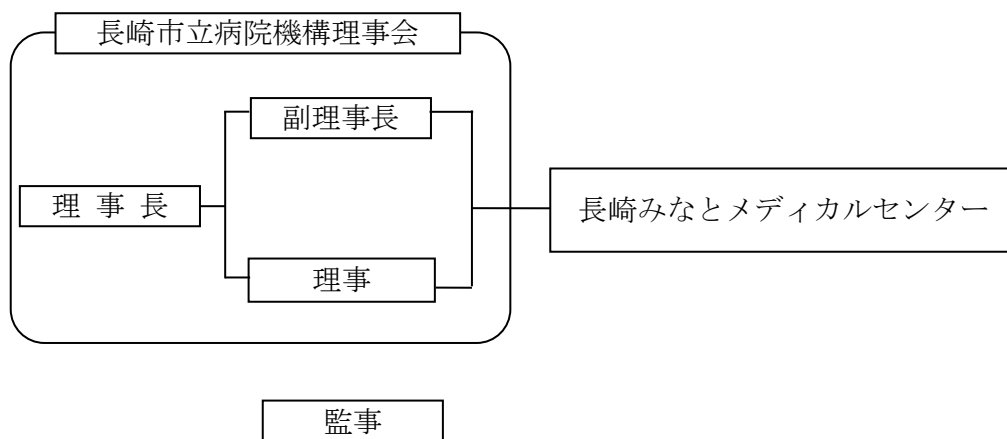 長崎市立病院機構理事会
副理事長
理 事 長
長崎みなとメディカルセンター
理事
監事